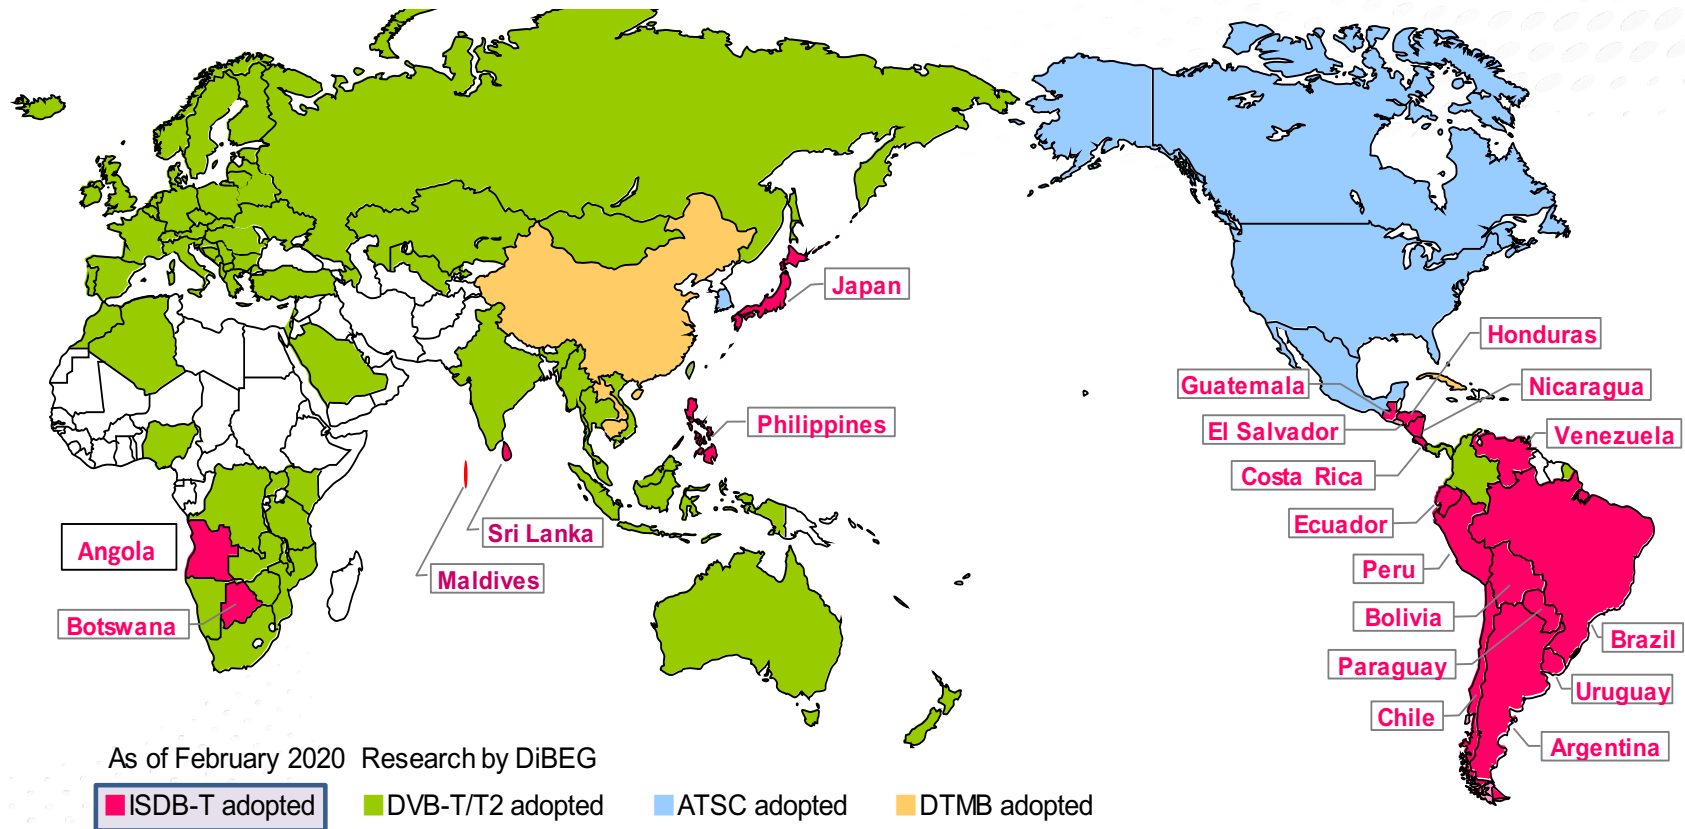 Japan
Honduras
Guatemala
Nicaragua
Philippines
El Salvador
Venezuela
Costa Rica
Ecuador
Sri Lanka
Angola
Peru
Maldives
Bolivia
Botswana
Brazil
Paraguay
Uruguay
Chile
Argentina
As of February 2020 Research by DiBEG
ISDB-T adopted
DVB-T/T2 adopted
ATSC adopted
DTMB adopted